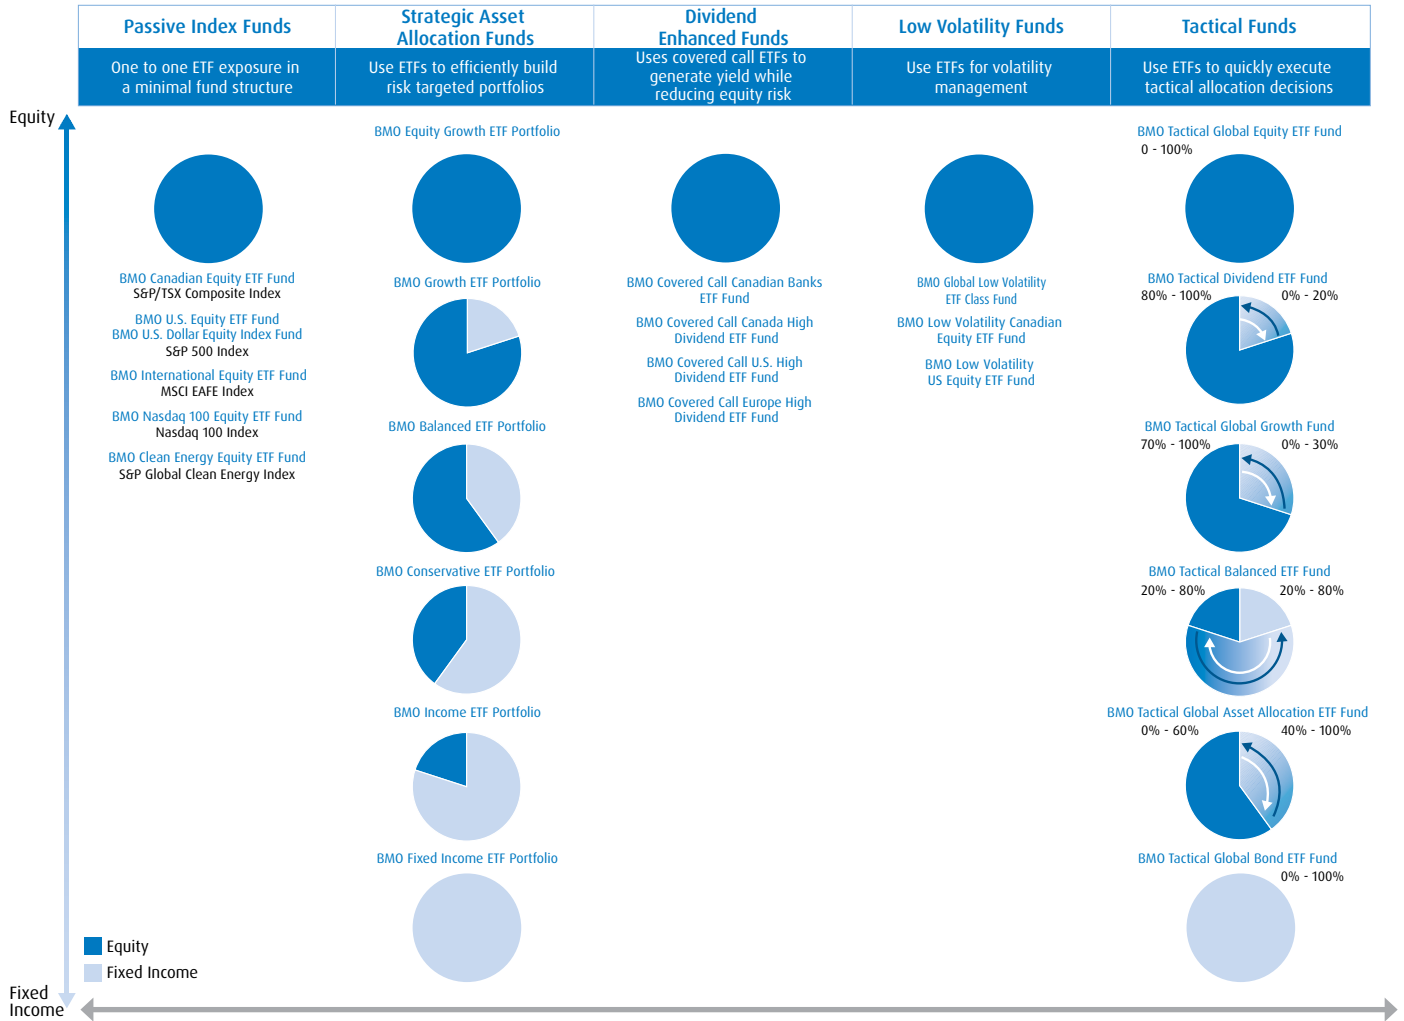 Passive Index Funds
One to one ETF exposure in
a minimal fund structure
Strategic Asset
Allocation Funds
Use ETFs to efficiently build
risk targeted portfolios
Dividend
Enhanced Funds
Uses covered call ETFs to
generate yield while
reducing equity risk
Low Volatility Funds
Use ETFs for volatility
management
Tactical Funds
Use ETFs to quickly execute
tactical allocation decisions
Equity
BMO Canadian Equity ETF Fund
S&P/TSX Composite Index
BMO U.S. Equity ETF Fund
BMO U.S. Dollar Equity Index Fund
S&P 500 Index
BMO International Equity ETF Fund
MSCI EAFE Index
BMO Nasdaq 100 Equity ETF Fund
Nasdaq 100 Index
BMO Clean Energy Equity ETF Fund
S&P Global Clean Energy Index
BMO Equity Growth ETF Portfolio
BMO Growth ETF Portfolio
BMO Balanced ETF Portfolio
BMO Conservative ETF Portfolio
BMO Income ETF Portfolio
BMO Fixed Income ETF Portfolio
BMO Covered Call Canadian Banks
ETF Fund
BMO Covered Call Canada High
Dividend ETF Fund
BMO Covered Call U.S. High
Dividend ETF Fund
BMO Covered Call Europe High
Dividend ETF Fund
BMO Global Low Volatility
ETF Class Fund
BMO Low Volatility Canadian
Equity ETF Fund
BMO Low Volatility
US Equity ETF Fund
BMO Tactical Global Equity ETF Fund
0 - 100%
BMO Tactical Dividend ETF Fund
80% - 100% 0% - 20%
BMO Tactical Global Growth Fund
70% - 100% 0% - 30%
BMO Tactical Balanced ETF Fund
20% - 80% 20% - 80%
BMO Tactical Global Asset Allocation ETF Fund
0% - 60% 40% - 100%
BMO Tactical Global Bond ETF Fund
0% - 100%
Equity
Fixed Income
Fixed
Income